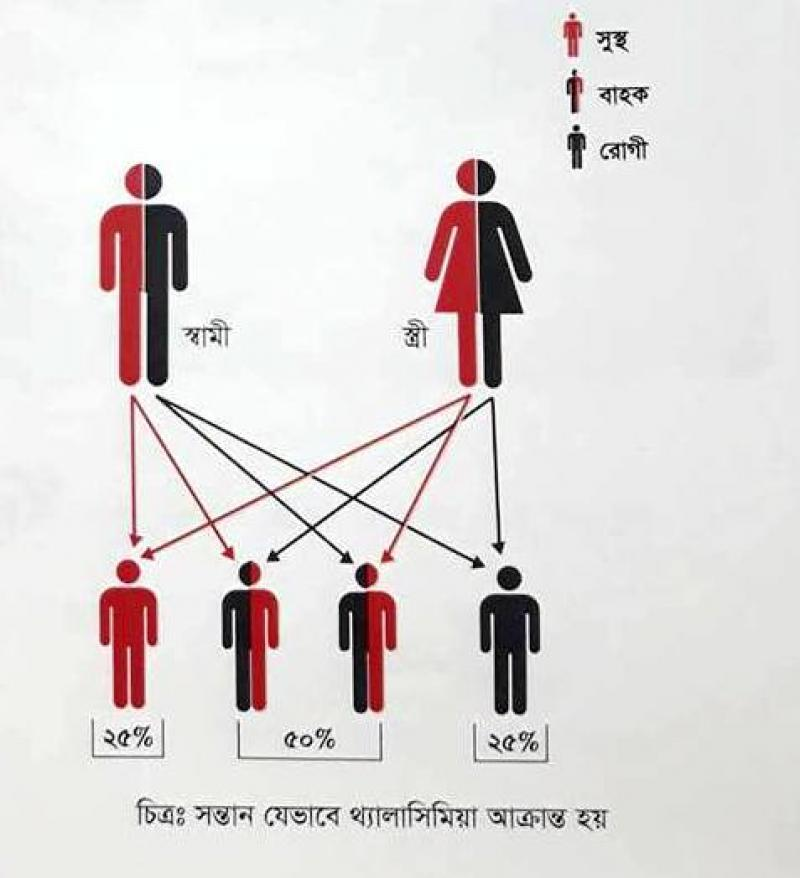 সুস্থ
বাহক
রোগী
স্বামী
স্ত্রী
২৫%
৫০%
২৫%
চিত্রঃ সন্তান যেভাবে থ্যালাসিমিয়া আক্রান্ত হয়